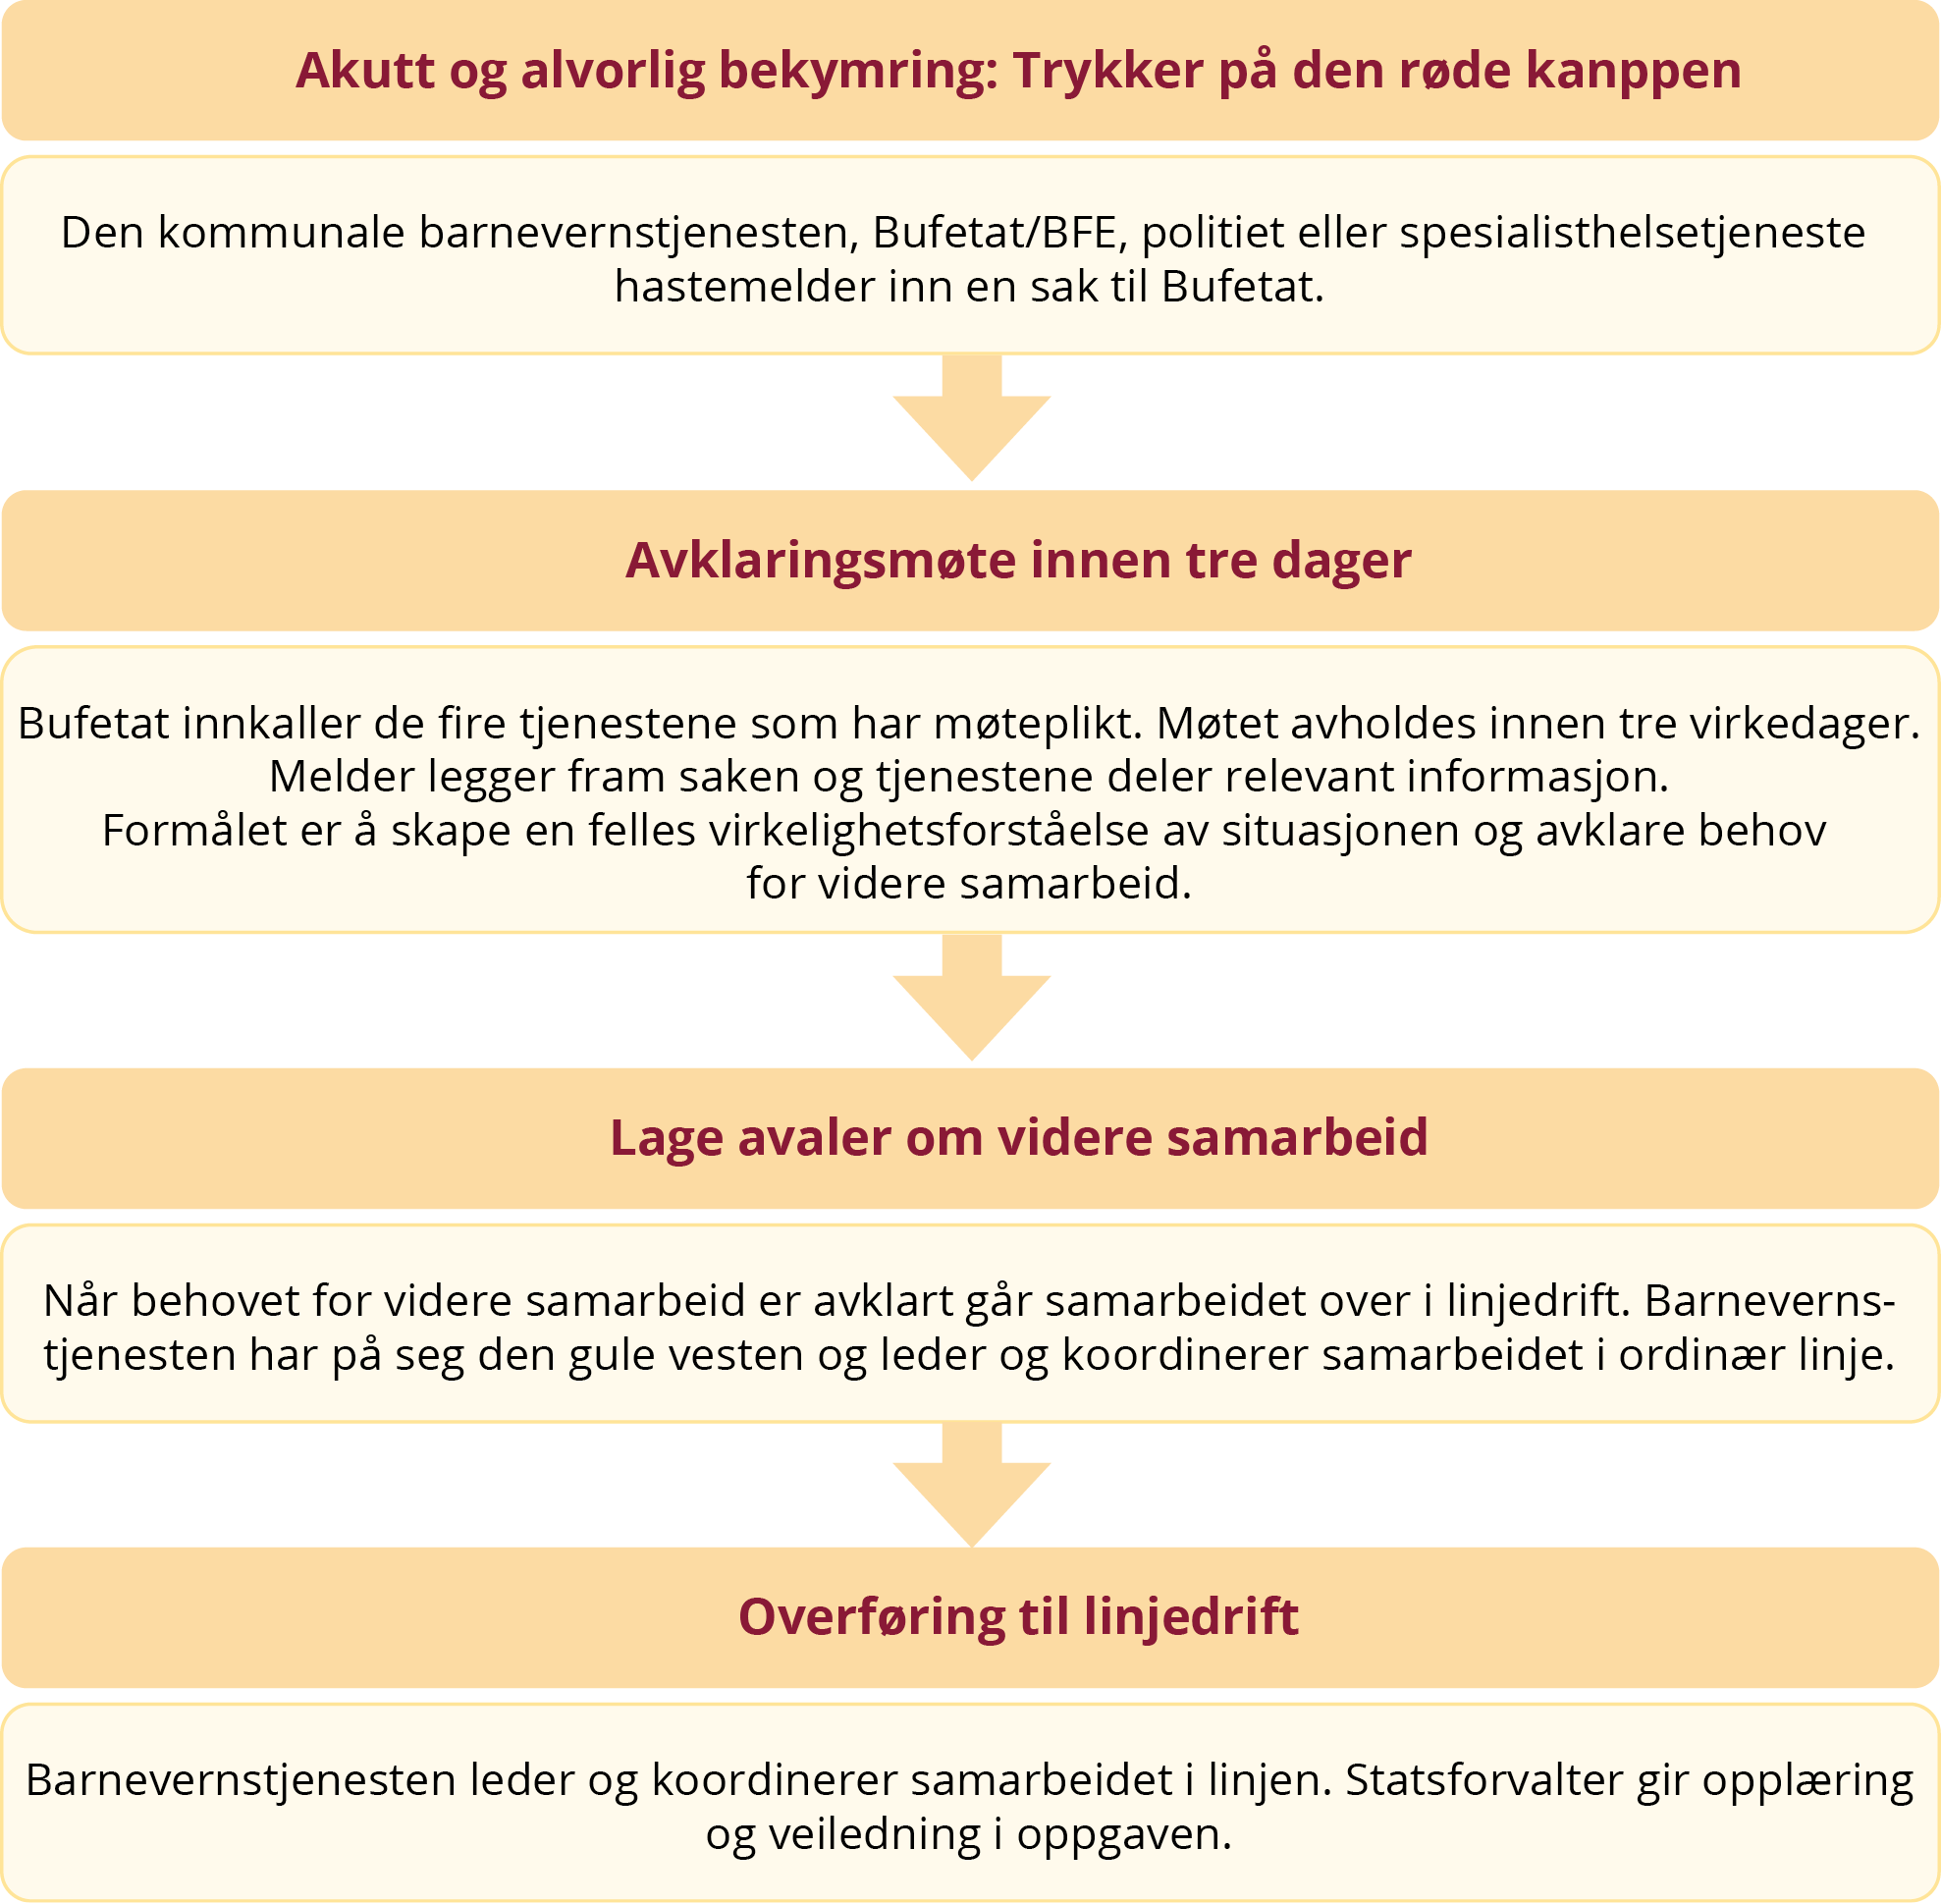 Akutt og alvorlig bekymring: Trykker på den røde kanppen
Den kommunale barnevernstjenesten, Bufetat/BFE, politiet eller spesialisthelsetjeneste
hastemelder inn en sak til Bufetat.
Avklaringsmøte innen tre dager
Bufetat innkaller de fire tjenestene som har møteplikt. Møtet avholdes innen tre virkedager.
Melder legger fram saken og tjenestene deler relevant informasjon.
Formålet er å skape en felles virkelighetsforståelse av situasjonen og avklare behov
for videre samarbeid.
Lage avaler om videre samarbeid
Når behovet for videre samarbeid er avklart går samarbeidet over i linjedrift. Barneverns-
tjenesten har på seg den gule vesten og leder og koordinerer samarbeidet i ordinær linje.
Overføring til linjedrift
Barnevernstjenesten leder og koordinerer samarbeidet i linjen. Statsforvalter gir opplæring
og veiledning i oppgaven.